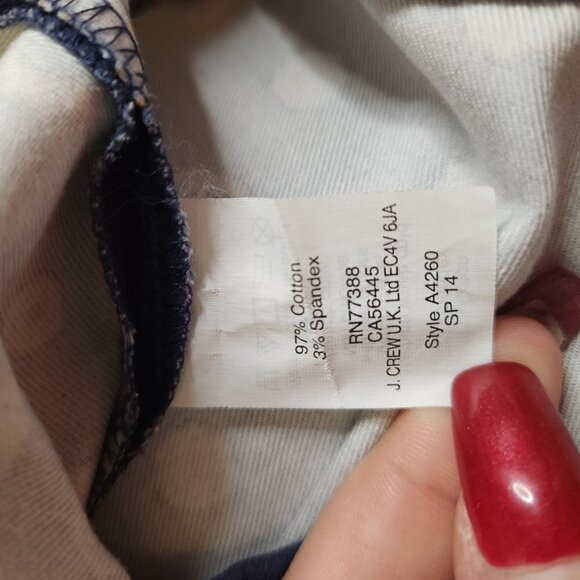 97% Cotton
3% Spandex
RN77388
CA56445
J. CREW U.K. Ltd EC4V 6JA
Style A4260
SP 14